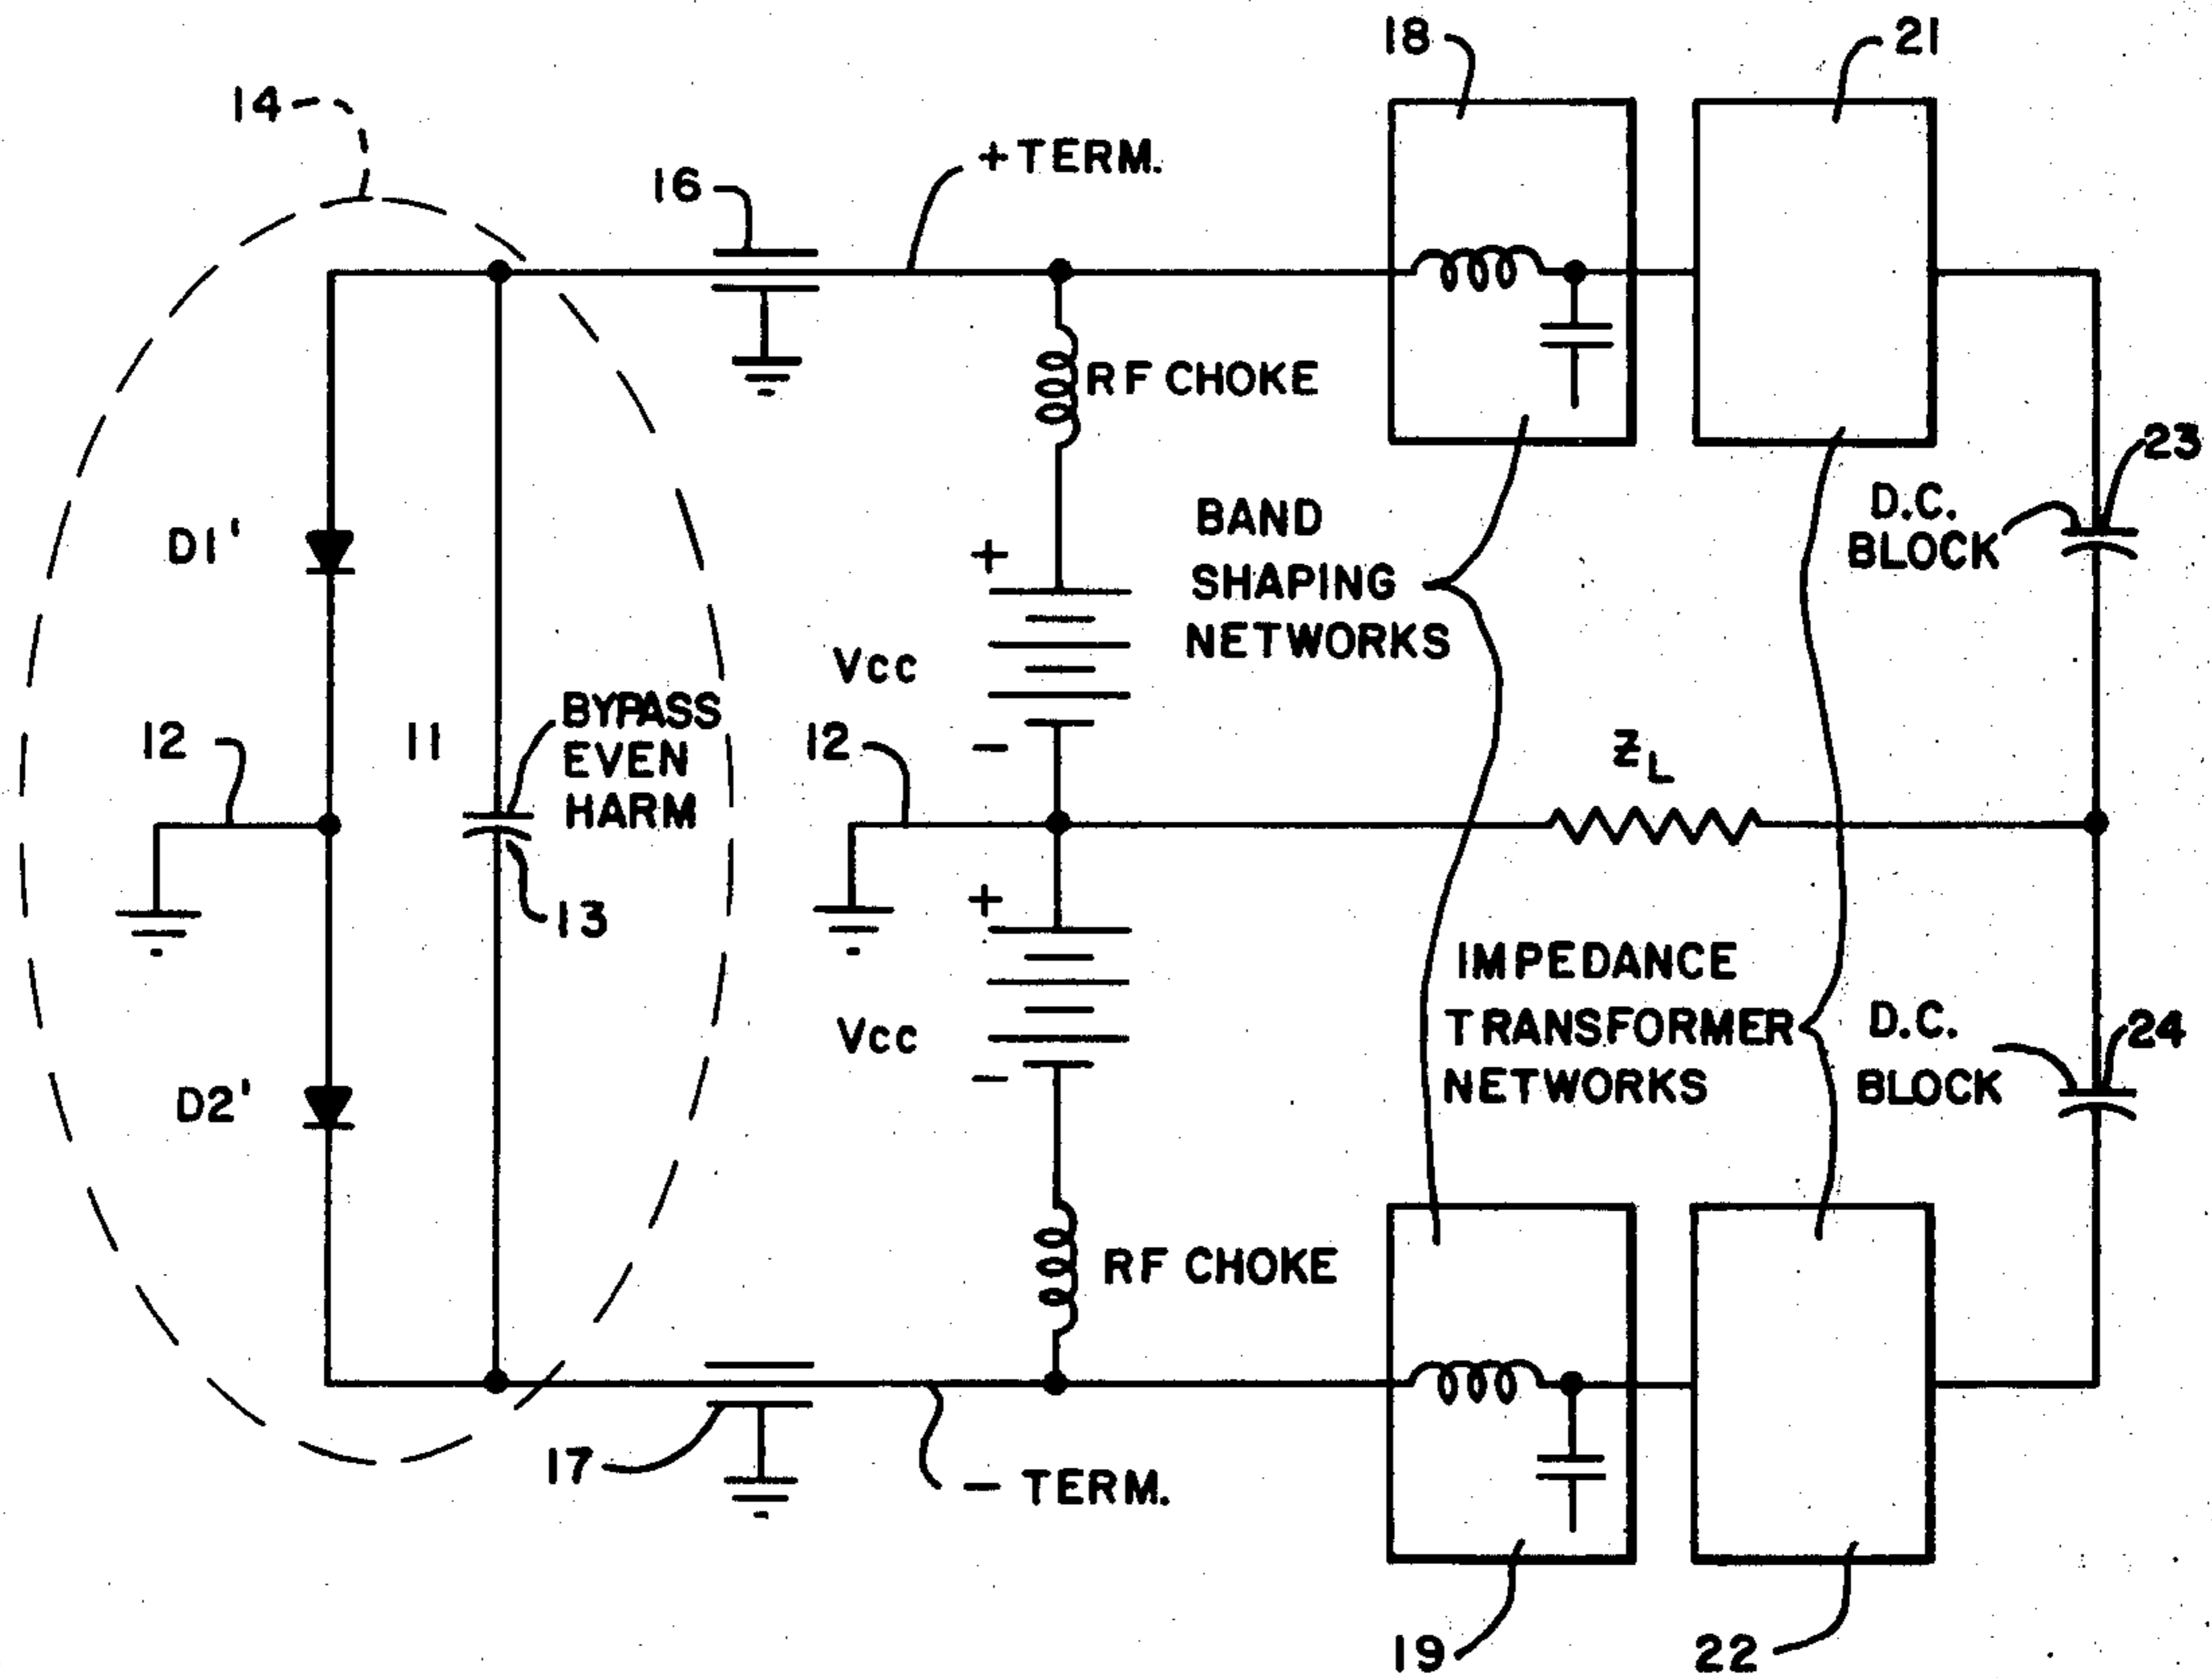 18
21
14
16
+ TERM.
RF CHOKE
23
D.C.
BLOCK
BAND
SHAPING
NETWORKS
D1'
+
Vcc
−
BYPASS
EVEN
HARM
12
11
12
ZL
13
+
Vcc
−
IMPEDANCE
TRANSFORMER
NETWORKS
D.C.
BLOCK
24
D2'
RF CHOKE
17
− TERM.
19
22